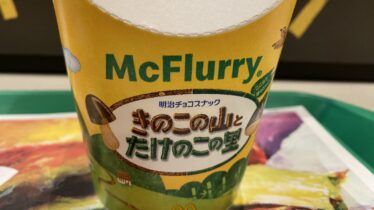 McFlurry®
明治チョコスナック
きのこの山と
たけのこの里